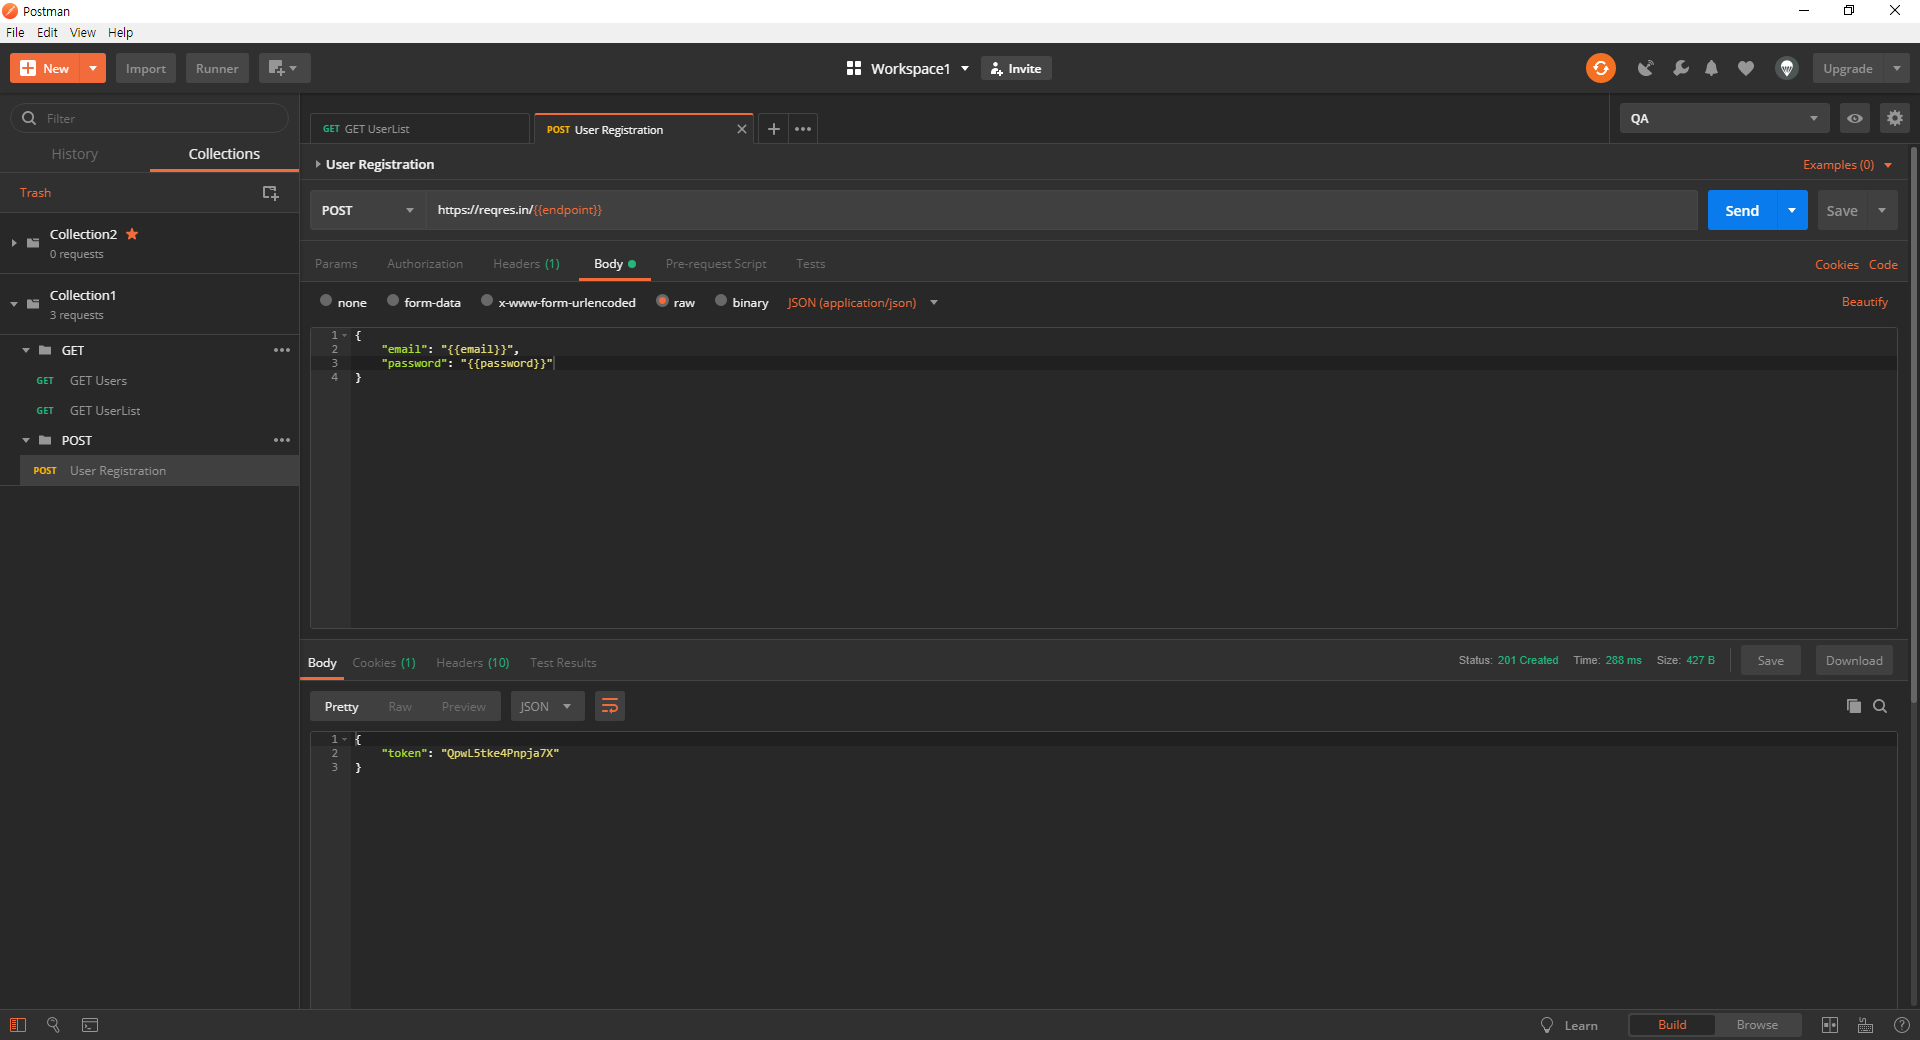 Postman
File Edit View Help
New Import Runner Workspace1 Invite Upgrade
Filter
History Collections
Trash
Collection2
0 requests
Collection1
3 requests
GET
GET GET Users
GET GET UserList
POST
POST User Registration
GET GET UserList POST User Registration
QA
User Registration Examples (0)
POST https://reqres.in/{{endpoint}} Send Save
Params Authorization Headers (1) Body Pre-request Script Tests Cookies Code
none form-data x-www-form-urlencoded raw binary JSON (application/json) Beautify
1 {
2 "email": "{{email}}",
3 "password": "{{password}}"
4 }
Body Cookies (1) Headers (10) Test Results Status: 201 Created Time: 288 ms Size: 427 B Save Download
Pretty Raw Preview JSON
1 {
2 "token": "QpwL5tke4Pnpja7X"
3 }
Learn Build Browse